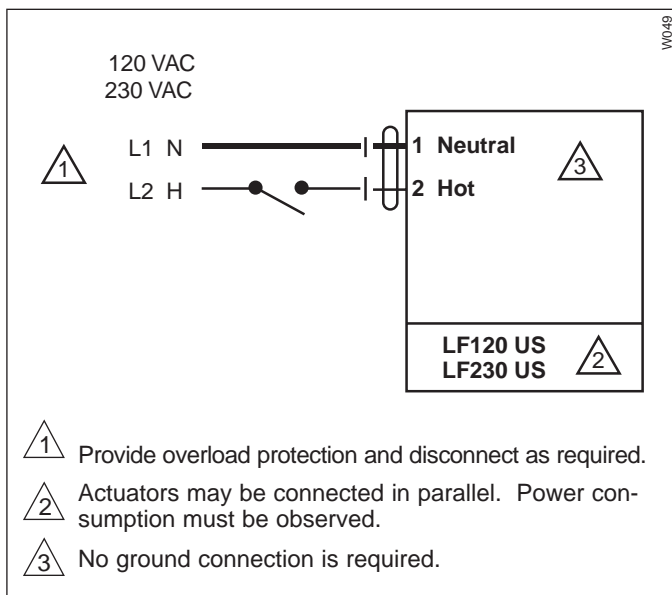 W049
120 VAC
230 VAC
1
L1 N
1 Neutral
3
L2 H
2 Hot
LF120 US
LF230 US
2
1 Provide overload protection and disconnect as required.
2 Actuators may be connected in parallel. Power con-
sumption must be observed.
3 No ground connection is required.